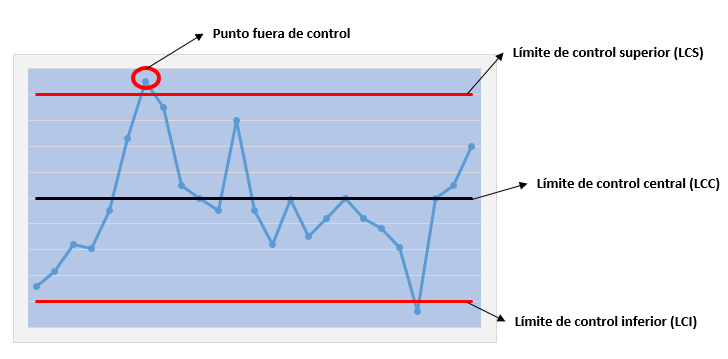 Punto fuera de control
Límite de control superior (LCS)
Límite de control central (LCC)
Límite de control inferior (LCI)